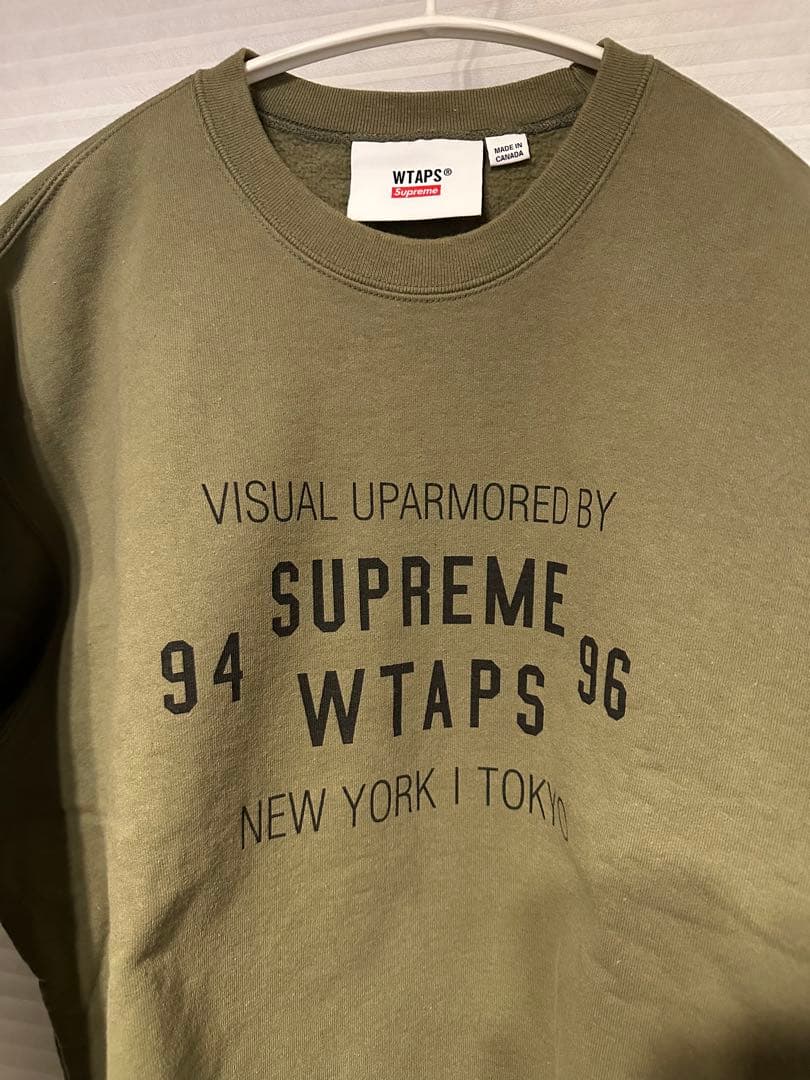 WTAPS®
Supreme
MADE IN
CANADA
VISUAL UPARMORED BY
SUPREME
94 96
WTAPS
NEW YORK | TOKYO